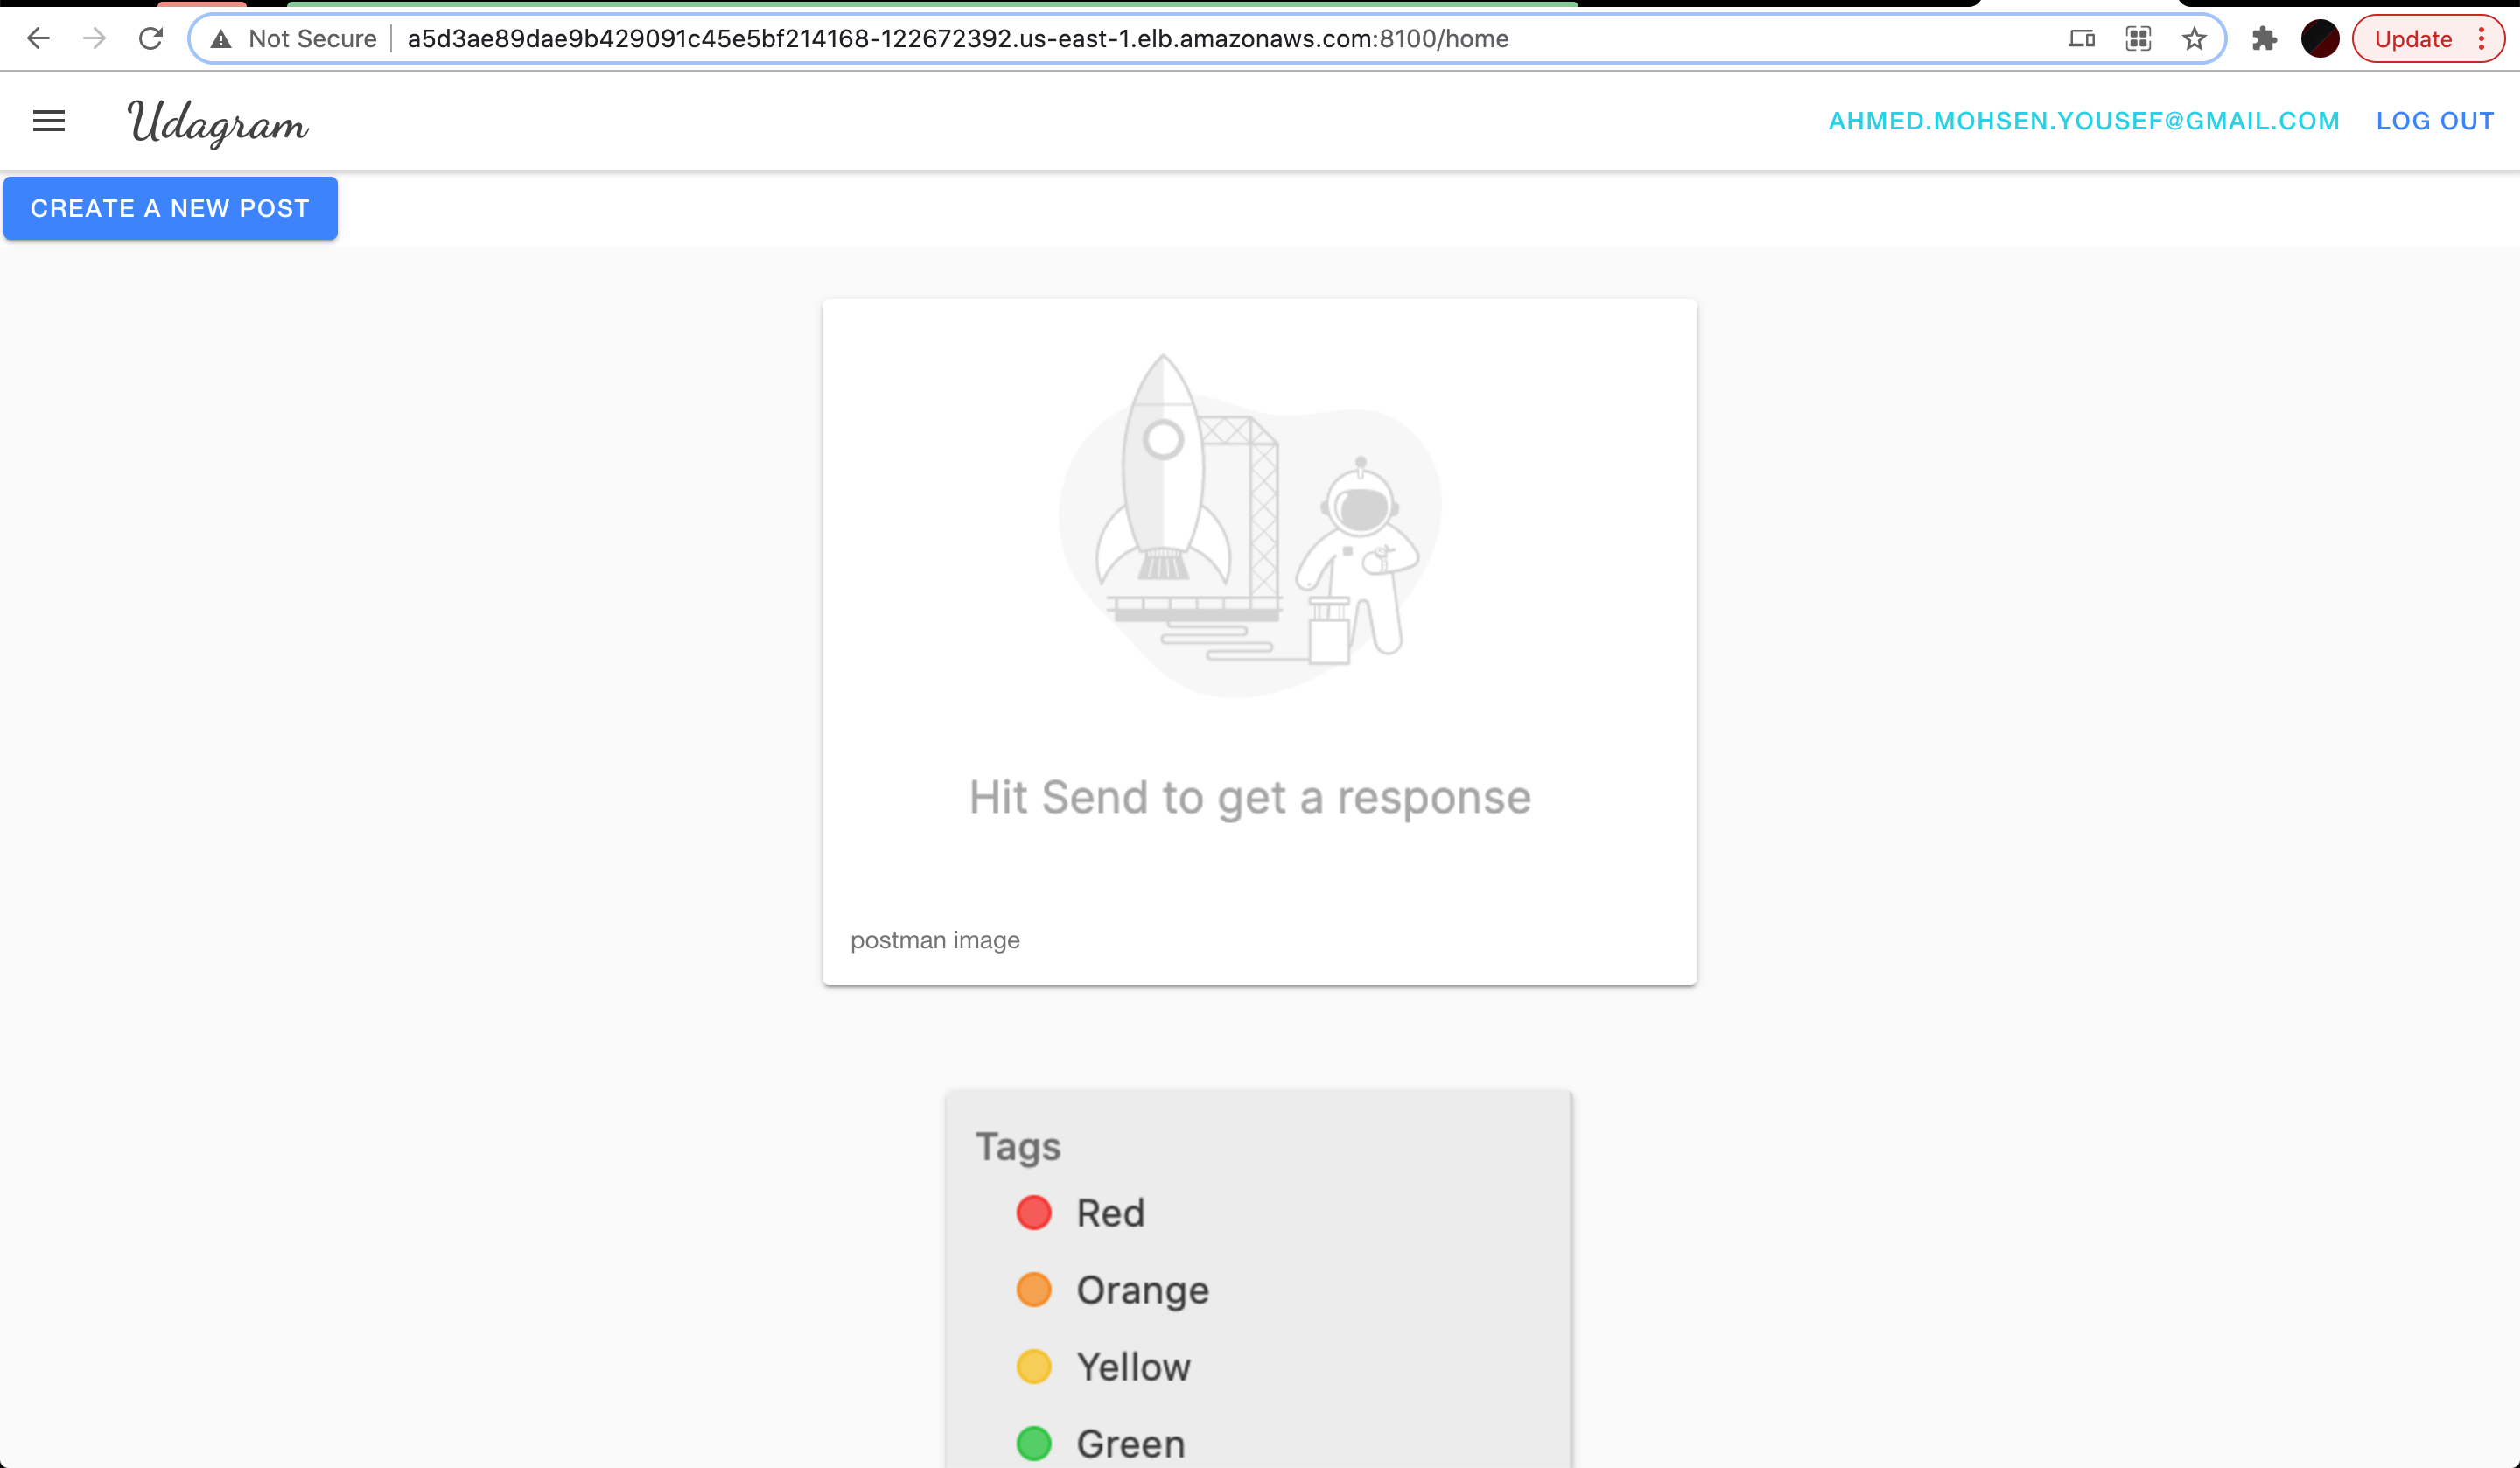 Not Secure a5d3ae89dae9b429091c45e5bf214168-122672392.us-east-1.elb.amazonaws.com:8100/home Update
Udagram AHMED.MOHSEN.YOUSEF@GMAIL.COM LOG OUT
CREATE A NEW POST
Hit Send to get a response
postman image
Tags
Red
Orange
Yellow
Green